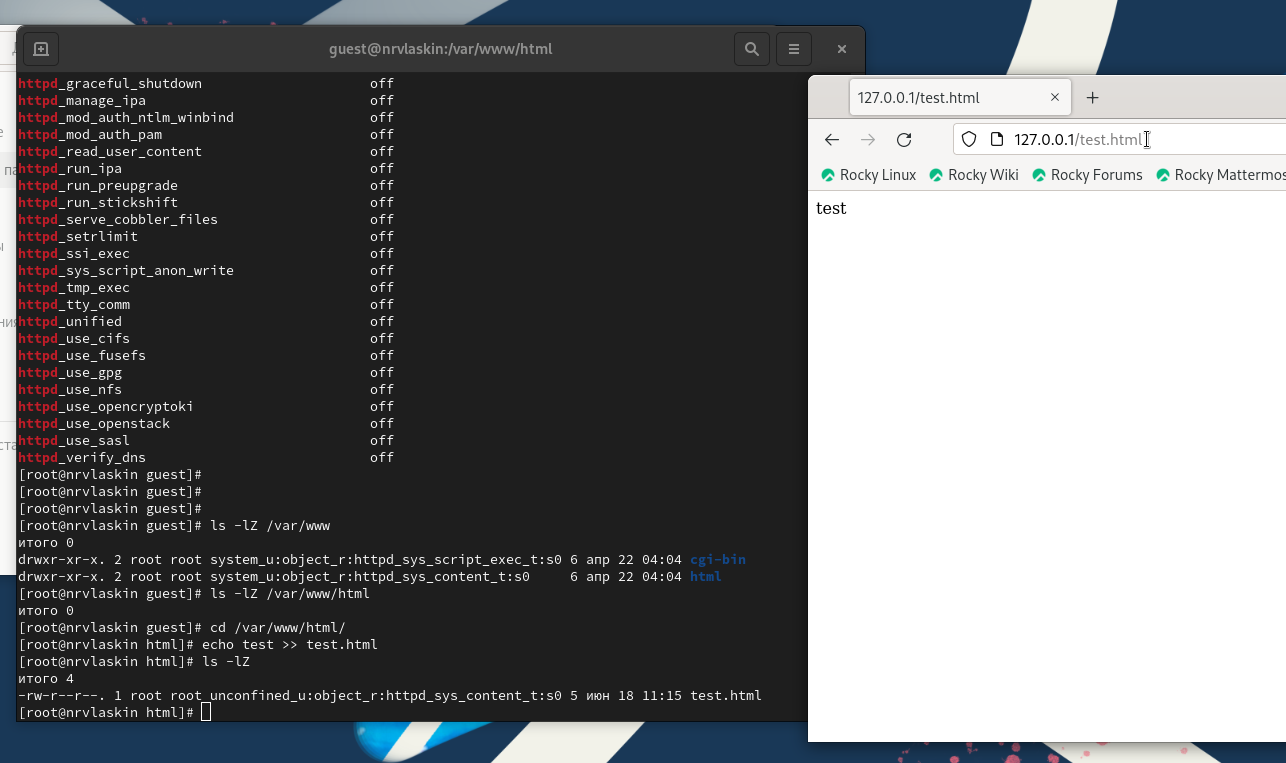 guest@nrvlaskin:/var/www/html
httpd_graceful_shutdown off
httpd_manage_ipa off
httpd_mod_auth_ntlm_winbind off
httpd_mod_auth_pam off
httpd_read_user_content off
httpd_run_ipa off
httpd_run_preupgrade off
httpd_run_stickshift off
httpd_serve_cobbler_files off
httpd_setrlimit off
httpd_ssi_exec off
httpd_sys_script_anon_write off
httpd_tmp_exec off
httpd_tty_comm off
httpd_unified off
httpd_use_cifs off
httpd_use_fusefs off
httpd_use_gpg off
httpd_use_nfs off
httpd_use_opencryptoki off
httpd_use_openstack off
httpd_use_sasl off
httpd_verify_dns off
[root@nrvlaskin guest]#
[root@nrvlaskin guest]#
[root@nrvlaskin guest]#
[root@nrvlaskin guest]# ls -lZ /var/www
итого 0
drwxr-xr-x. 2 root root system_u:object_r:httpd_sys_script_exec_t:s0 6 апр 22 04:04 cgi-bin
drwxr-xr-x. 2 root root system_u:object_r:httpd_sys_content_t:s0 6 апр 22 04:04 html
[root@nrvlaskin guest]# ls -lZ /var/www/html
итого 0
[root@nrvlaskin guest]# cd /var/www/html/
[root@nrvlaskin html]# echo test >> test.html
[root@nrvlaskin html]# ls -lZ
итого 4
-rw-r--r--. 1 root root unconfined_u:object_r:httpd_sys_content_t:s0 5 июн 18 11:15 test.html
[root@nrvlaskin html]#
127.0.0.1/test.html
127.0.0.1/test.html
Rocky Linux Rocky Wiki Rocky Forums Rocky Mattermos
test